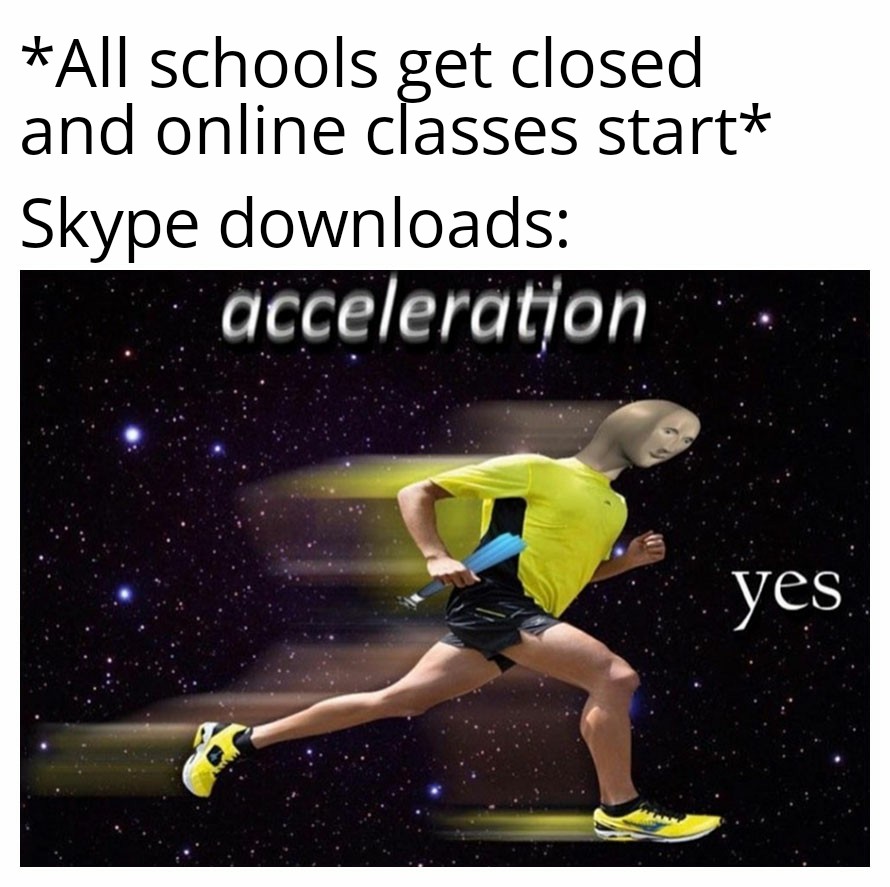 *All schools get closed
and online classes start*
Skype downloads:
acceleration
yes